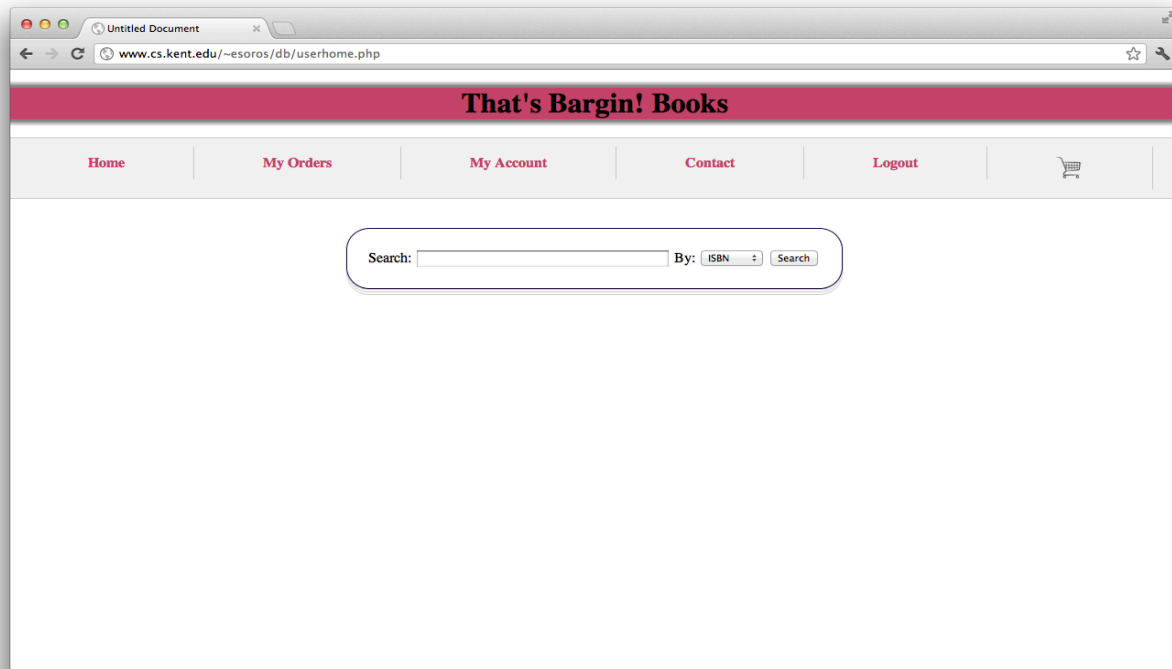 Untitled Document
www.cs.kent.edu/~esoros/db/userhome.php
That's Bargin! Books
Home My Orders My Account Contact Logout
Search: By: ISBN Search